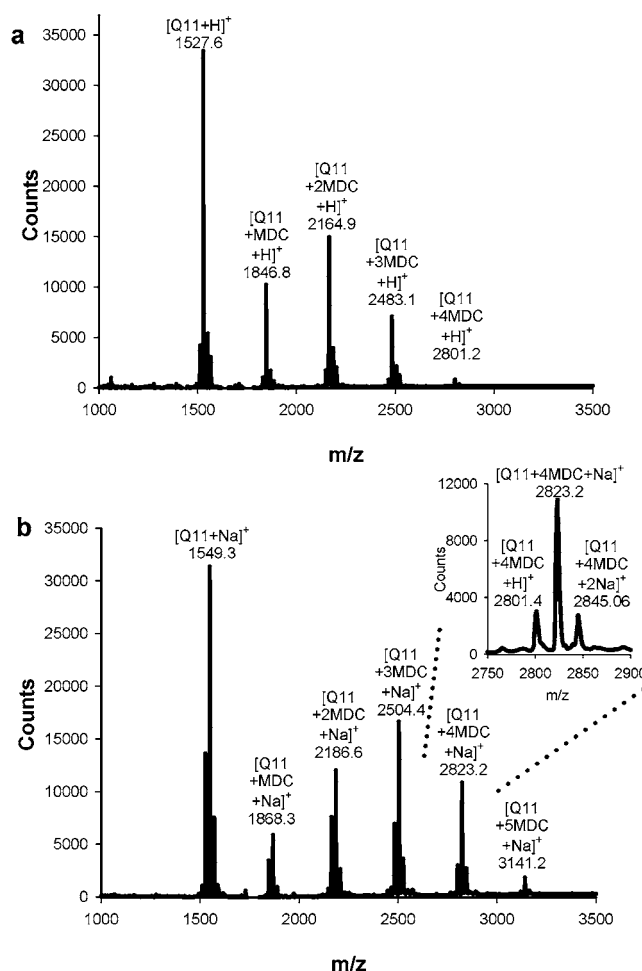 a
[Q11+H]+
1527.6
[Q11
+MDC
+H]+
1846.8
[Q11
+2MDC
+H]+
2164.9
[Q11
+3MDC
+H]+
2483.1
[Q11
+4MDC
+H]+
2801.2
Counts
35000
30000
25000
20000
15000
10000
5000
0
1000
1500
2000
2500
3000
3500
m/z
b
[Q11+Na]+
1549.3
[Q11
+MDC
+Na]+
1868.3
[Q11
+2MDC
+Na]+
2186.6
[Q11
+3MDC
+Na]+
2504.4
[Q11
+4MDC
+Na]+
2823.2
[Q11
+5MDC
+Na]+
3141.2
Counts
35000
30000
25000
20000
15000
10000
5000
0
1000
1500
2000
2500
3000
3500
m/z
[Q11+4MDC+Na]+
2823.2
[Q11
+4MDC
+H]+
2801.4
[Q11
+4MDC
+2Na]+
2845.06
Counts
12000
8000
4000
0
2750
2800
2850
2900
m/z